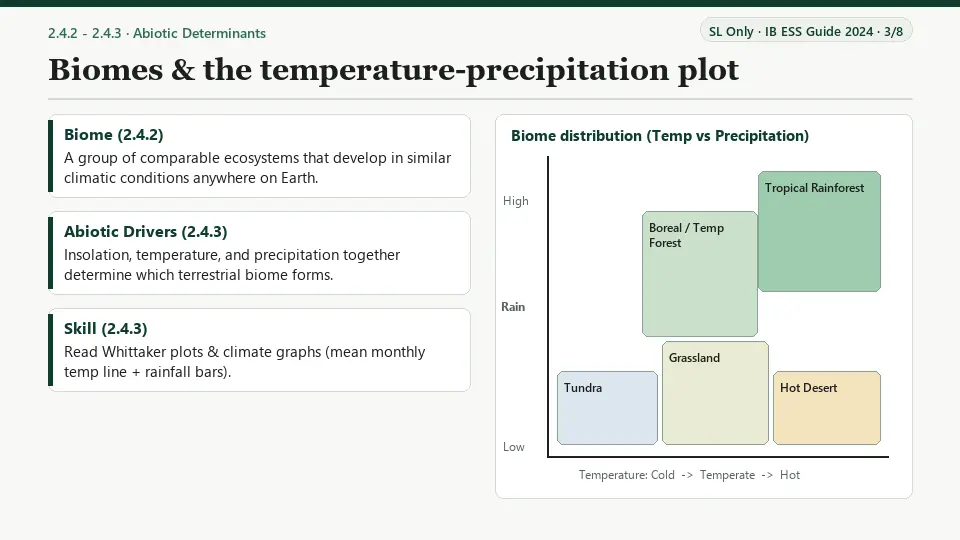 2.4.2 - 2.4.3 · Abiotic Determinants
SL Only · IB ESS Guide 2024 · 3/8
Biomes & the temperature-precipitation plot
Biome (2.4.2)
A group of comparable ecosystems that develop in similar
climatic conditions anywhere on Earth.
Abiotic Drivers (2.4.3)
Insolation, temperature, and precipitation together
determine which terrestrial biome forms.
Skill (2.4.3)
Read Whittaker plots & climate graphs (mean monthly
temp line + rainfall bars).
Biome distribution (Temp vs Precipitation)
High
Rain
Low
Tropical Rainforest
Boreal / Temp
Forest
Grassland
Tundra
Hot Desert
Temperature: Cold -> Temperate -> Hot